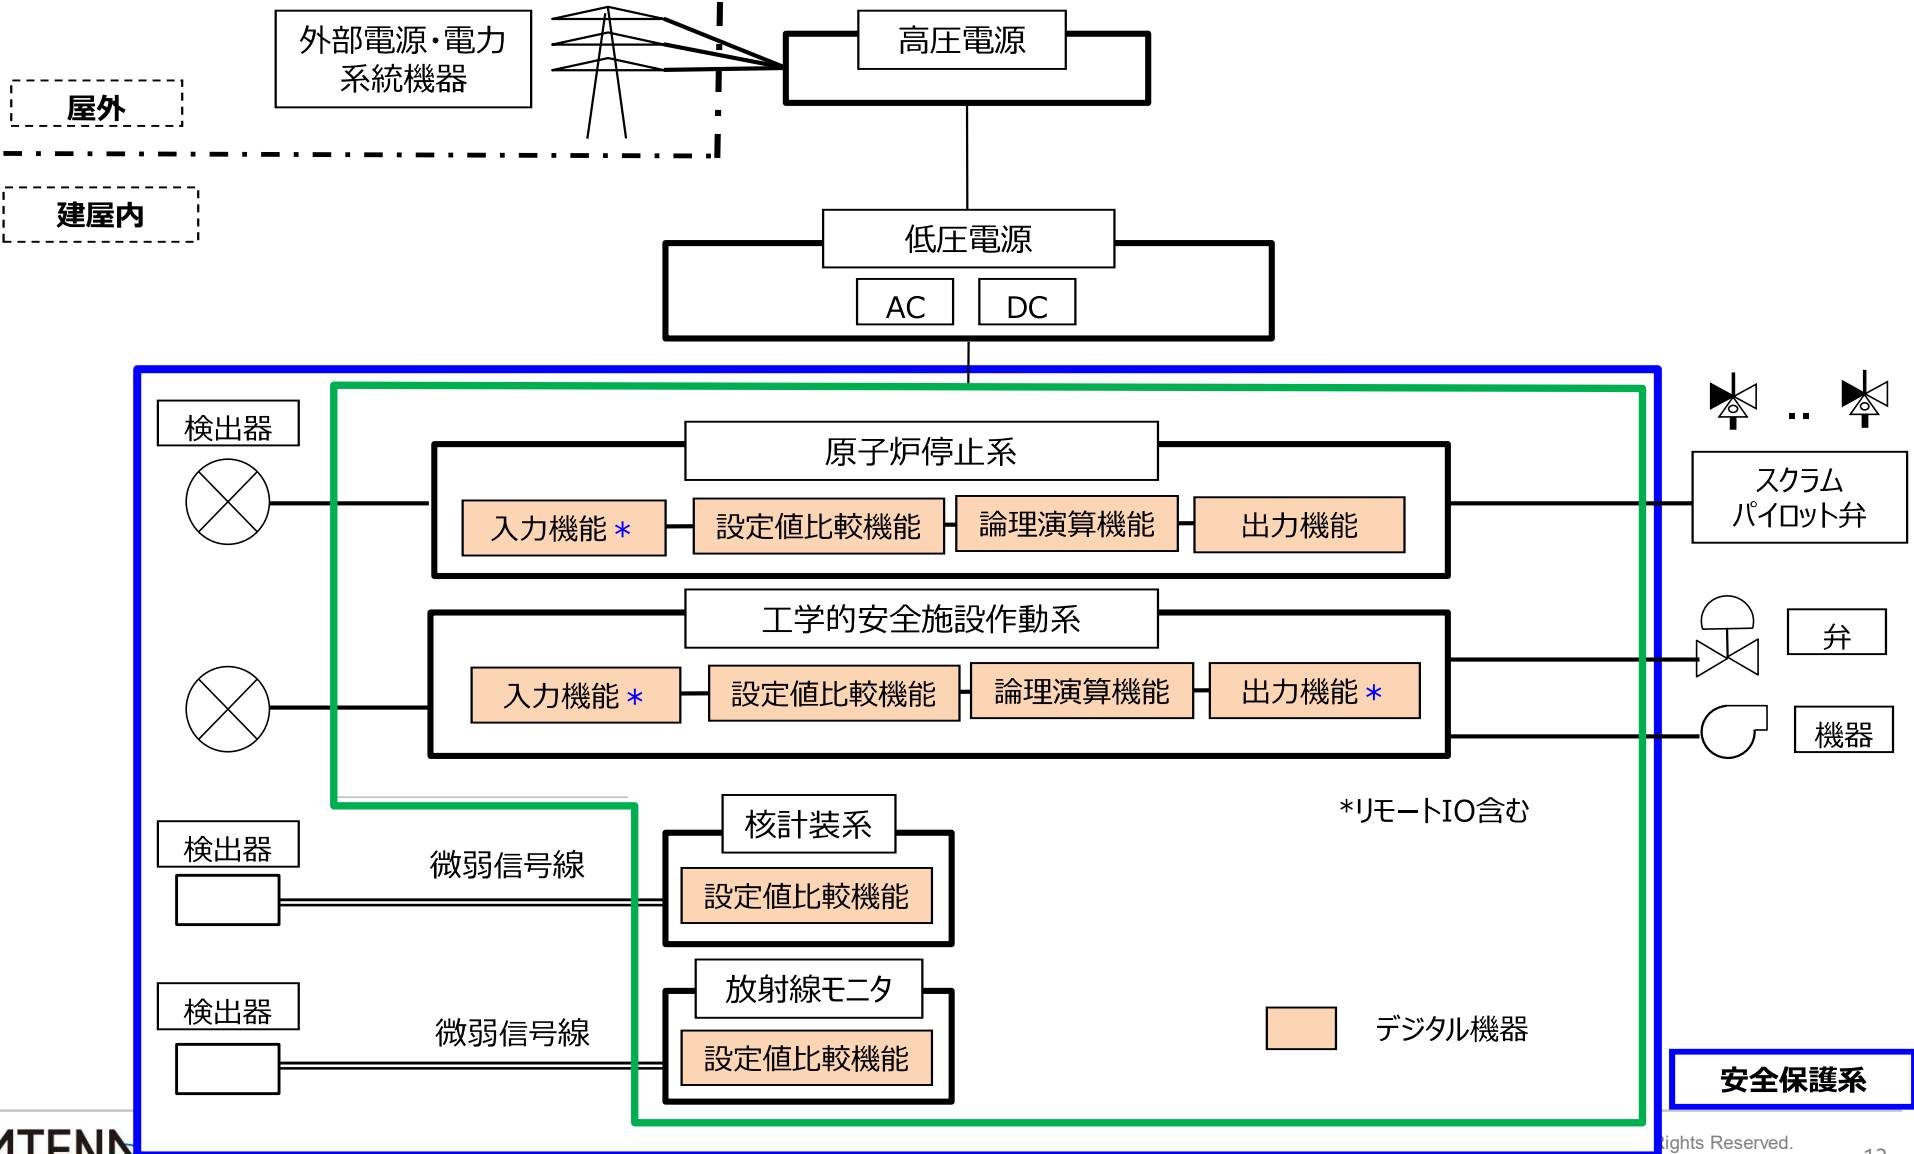 外部電源・電力
系統機器
高圧電源
屋外
建屋内
低圧電源
AC
DC
検出器
原子炉停止系
入力機能*
設定値比較機能
論理演算機能
出力機能
スクラム
パイロット弁
工学的安全施設作動系
入力機能*
設定値比較機能
論理演算機能
出力機能*
弁
機器
*リモートIO含む
検出器
微弱信号線
核計装系
設定値比較機能
検出器
微弱信号線
放射線モニタ
設定値比較機能
デジタル機器
安全保護系
Rights Reserved.